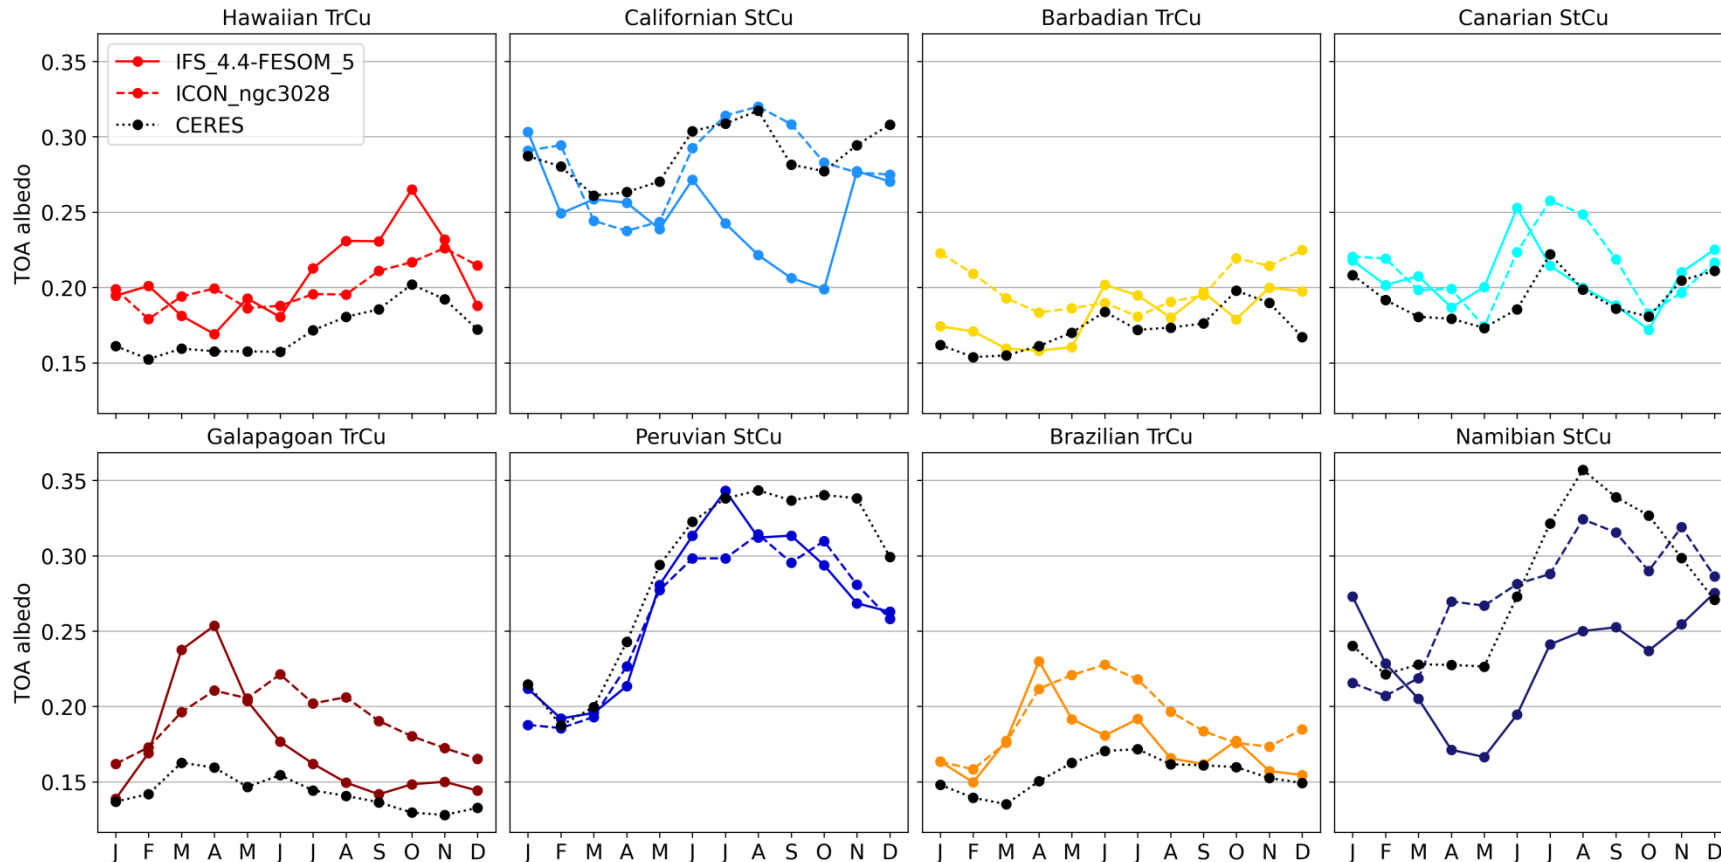 Hawaiian TrCu
Californian StCu
Barbadian TrCu
Canarian StCu
IFS_4.4-FESOM_5
ICON_ngc3028
CERES
TOA albedo
0.35
0.30
0.25
0.20
0.15
Galapagoan TrCu
Peruvian StCu
Brazilian TrCu
Namibian StCu
TOA albedo
0.35
0.30
0.25
0.20
0.15
J F M A M J J A S O N D
J F M A M J J A S O N D
J F M A M J J A S O N D
J F M A M J J A S O N D